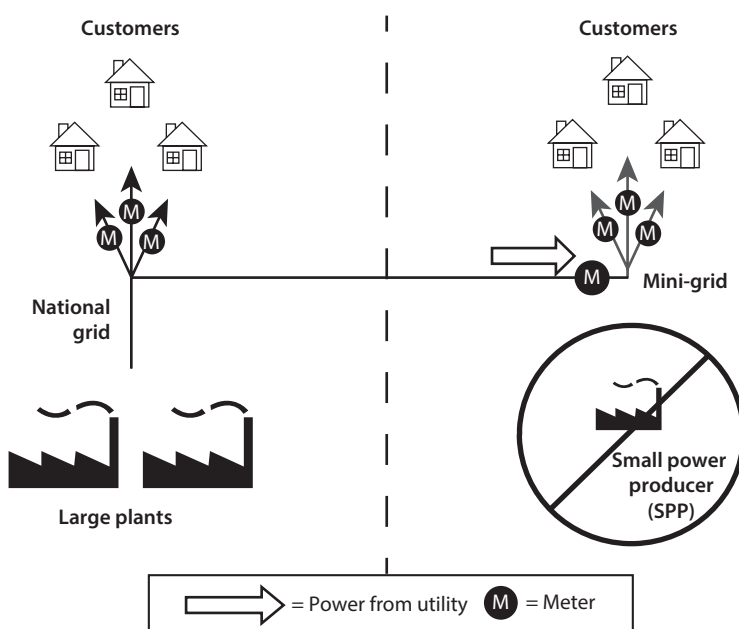 Customers
Customers
M
M
M
M
M
M
M
Mini-grid
National
grid
Small power
producer
(SPP)
Large plants
= Power from utility
M = Meter